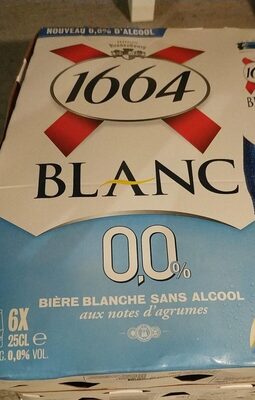 NOUVEAU 0,0% D'ALCOOL
1664
BLANC
0,0%
BIÈRE BLANCHE SANS ALCOOL
aux notes d'agrumes
6X
25CL e
0,0% VOL.